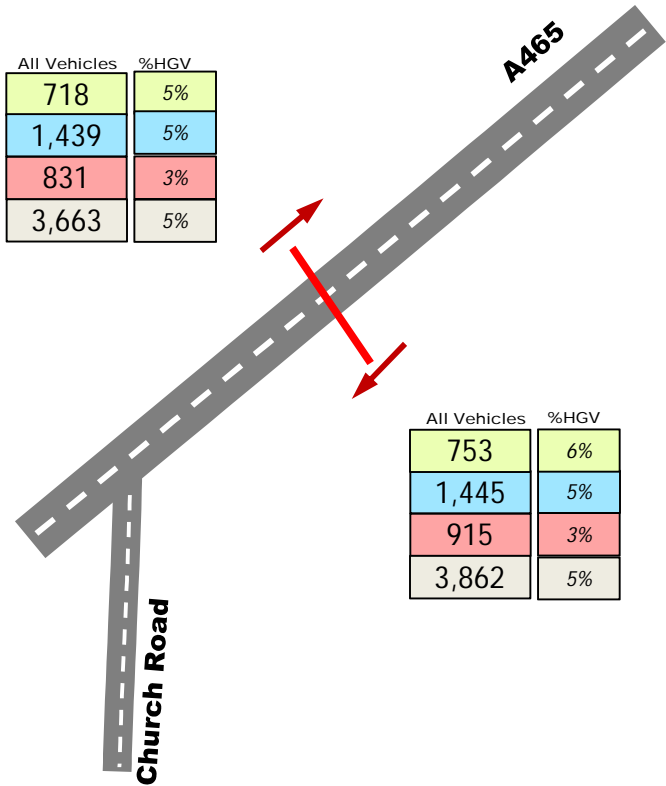 A465
All Vehicles %HGV
718 5%
1,439 5%
831 3%
3,663 5%
All Vehicles %HGV
753 6%
1,445 5%
915 3%
3,862 5%
Church Road